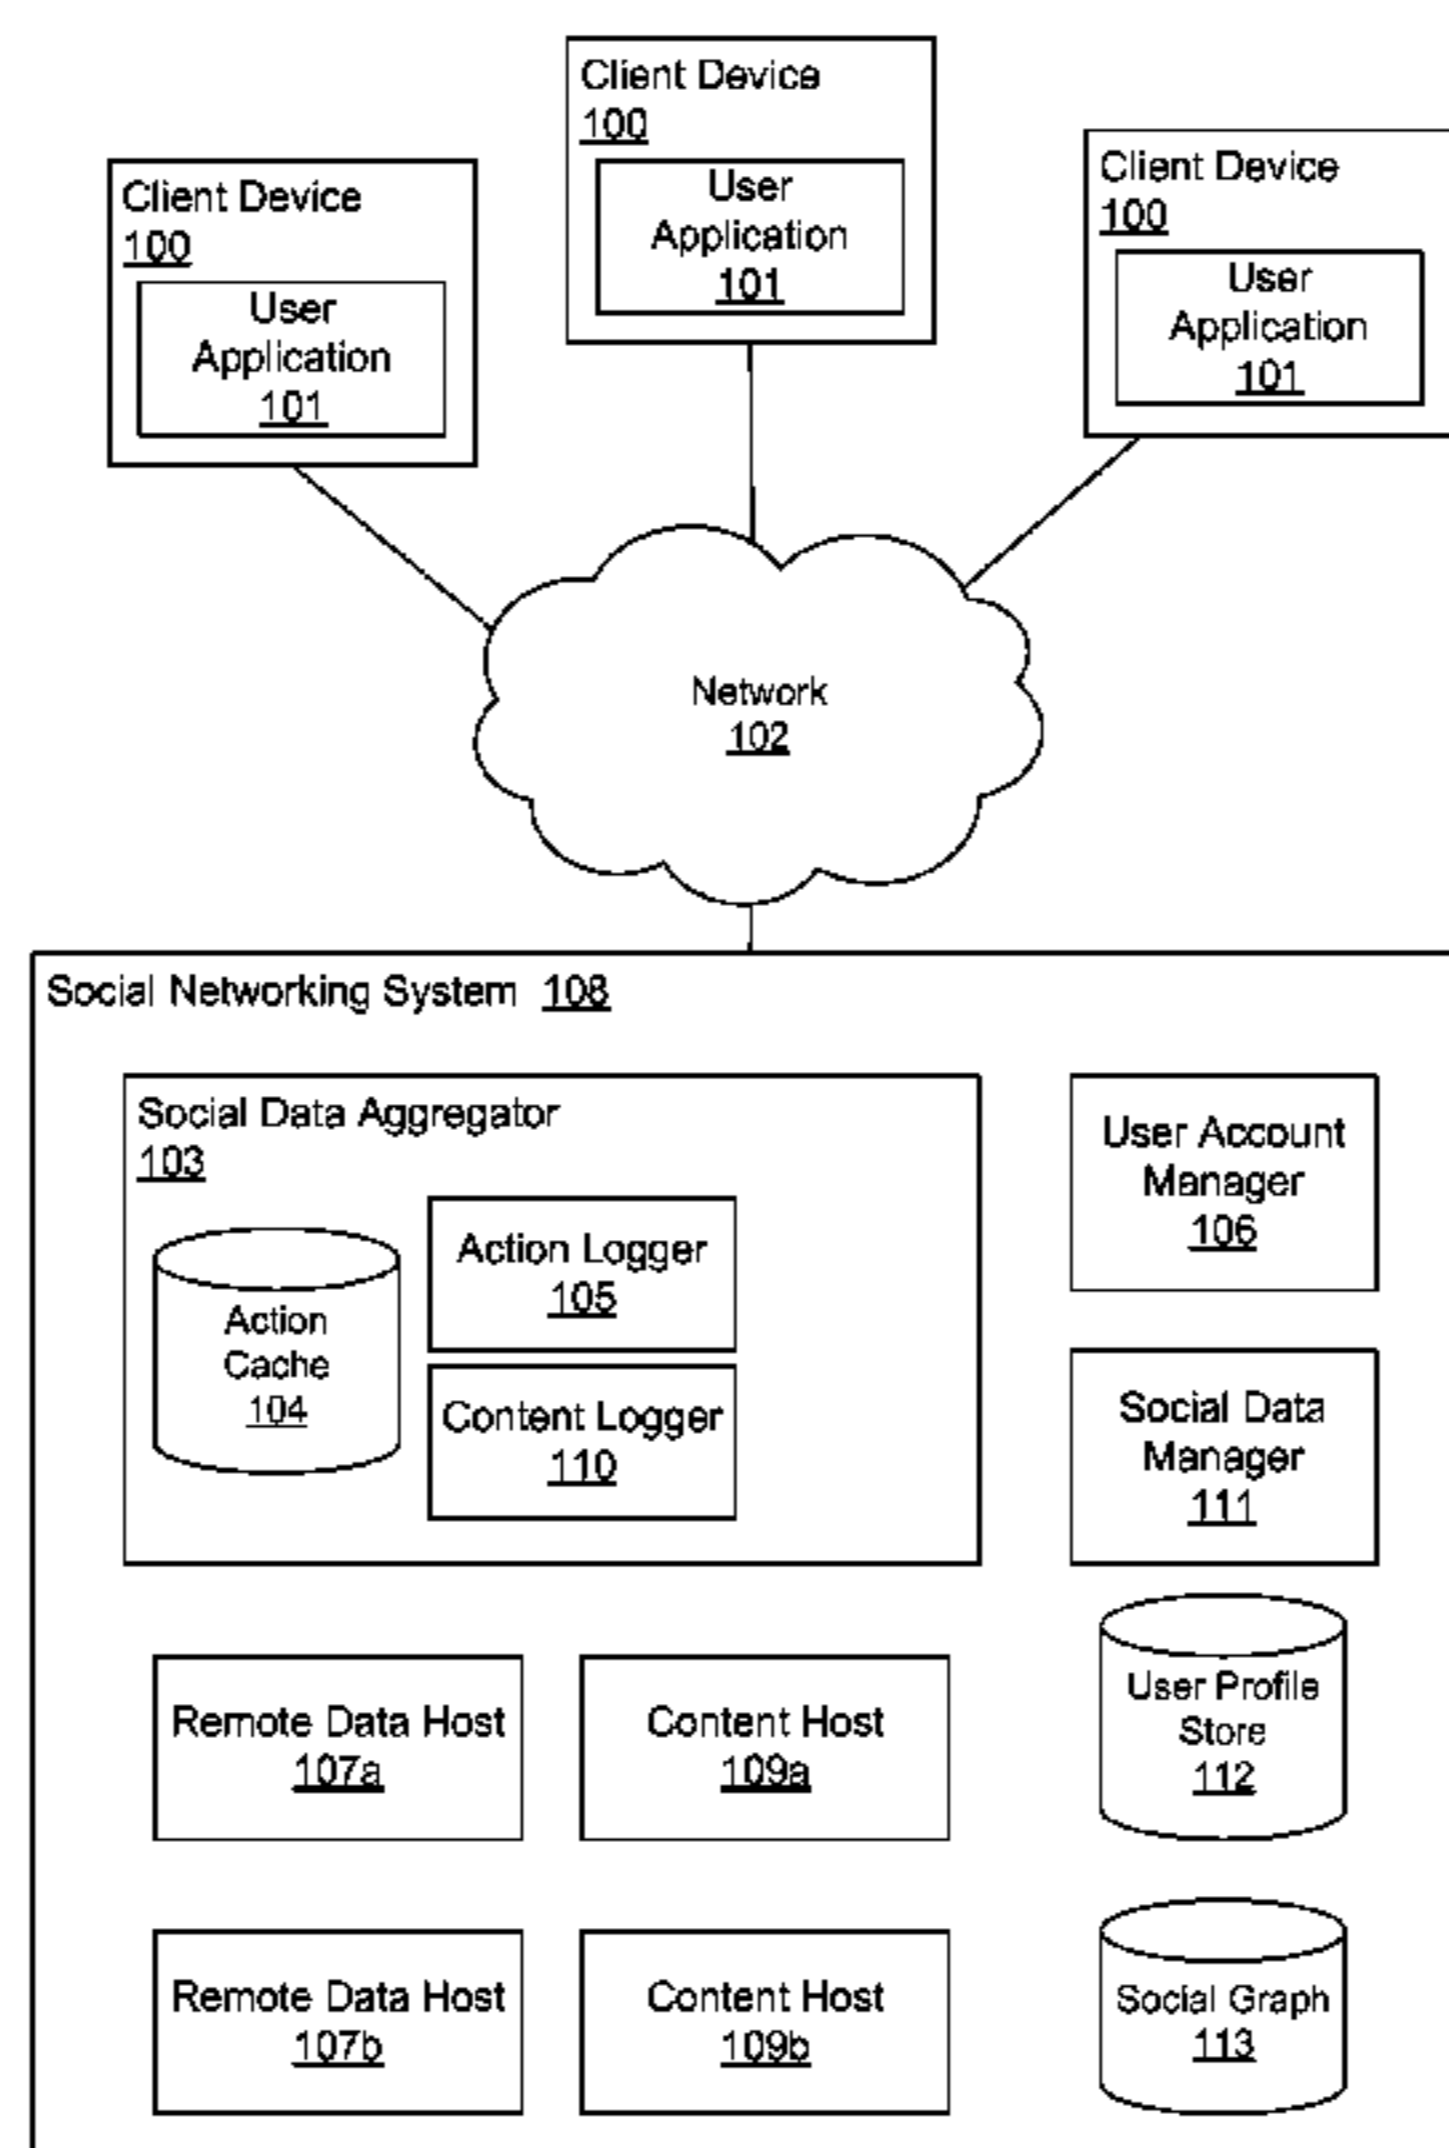 Client Device
100
User
Application
101
Client Device
100
User
Application
101
Client Device
100
User
Application
101
Network
102
Social Networking System 108
Social Data Aggregator
103
Action
Cache
104
Action Logger
105
Content Logger
110
User Account
Manager
106
Social Data
Manager
111
Remote Data Host
107a
Content Host
109a
User Profile
Store
112
Remote Data Host
107b
Content Host
109b
Social Graph
113